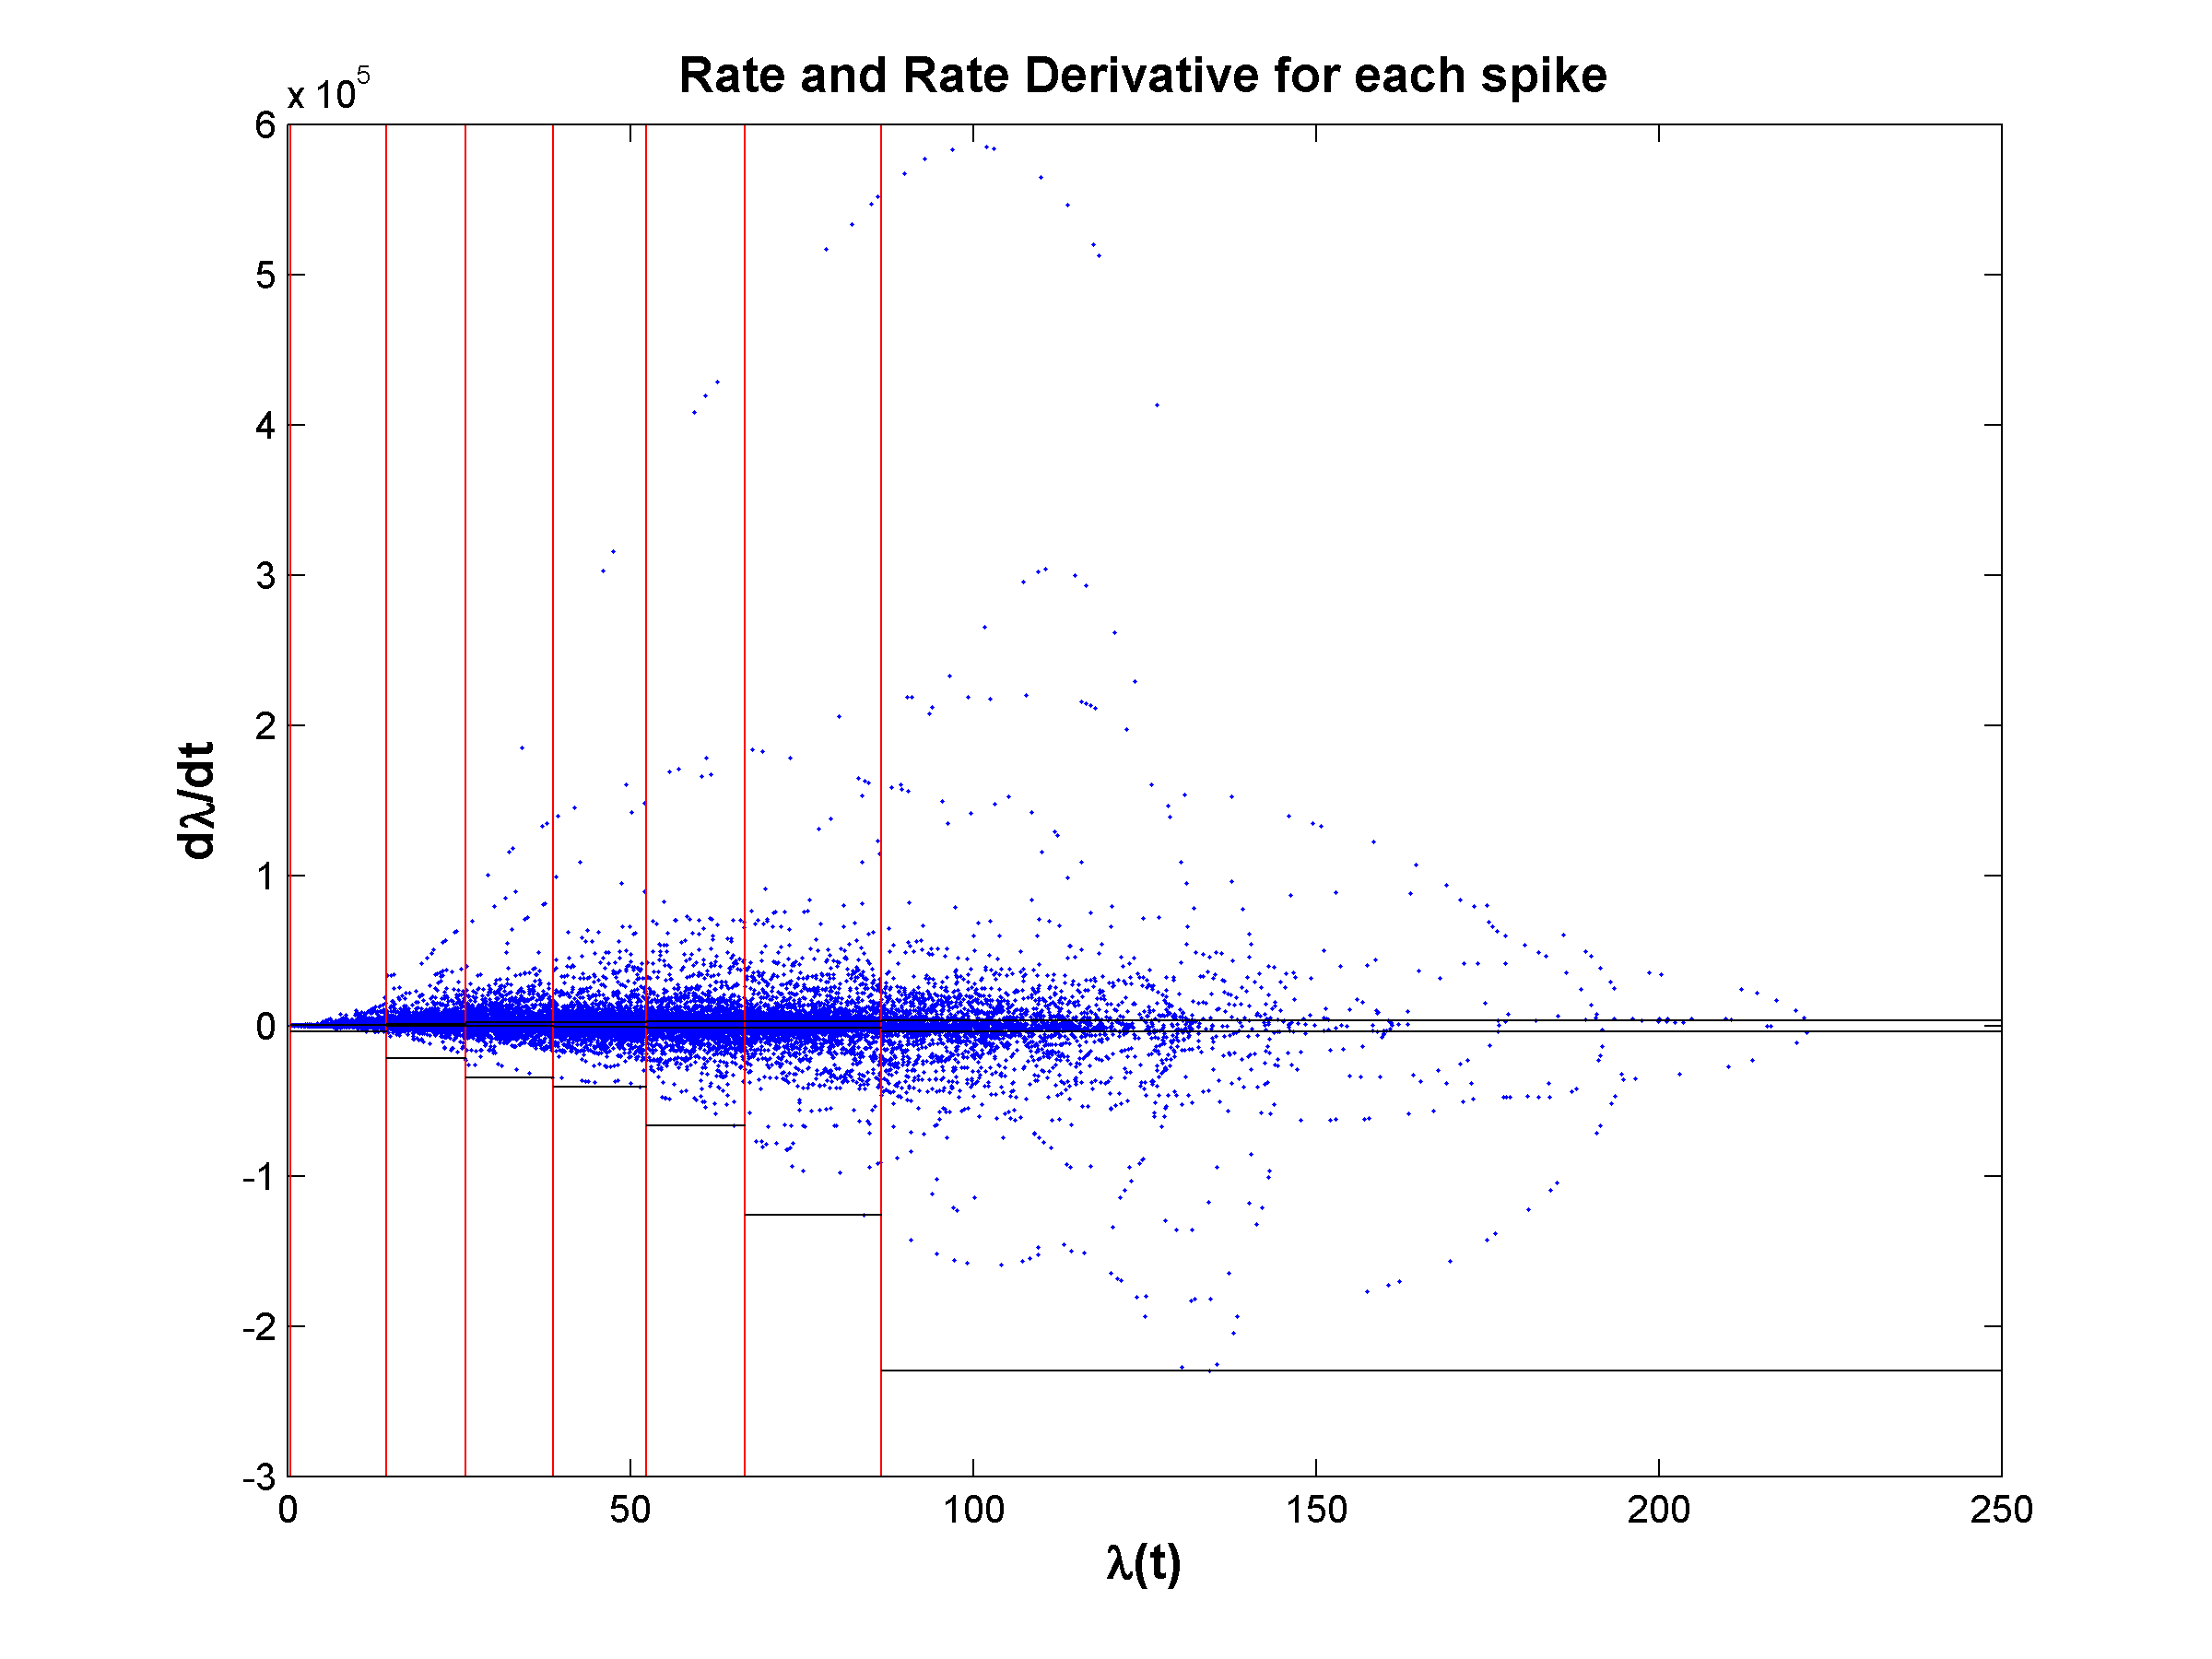 Rate and Rate Derivative for each spike
x 10^5
6
5
4
3
2
1
0
-1
-2
-3
dλ/dt
0 50 100 150 200 250
λ(t)